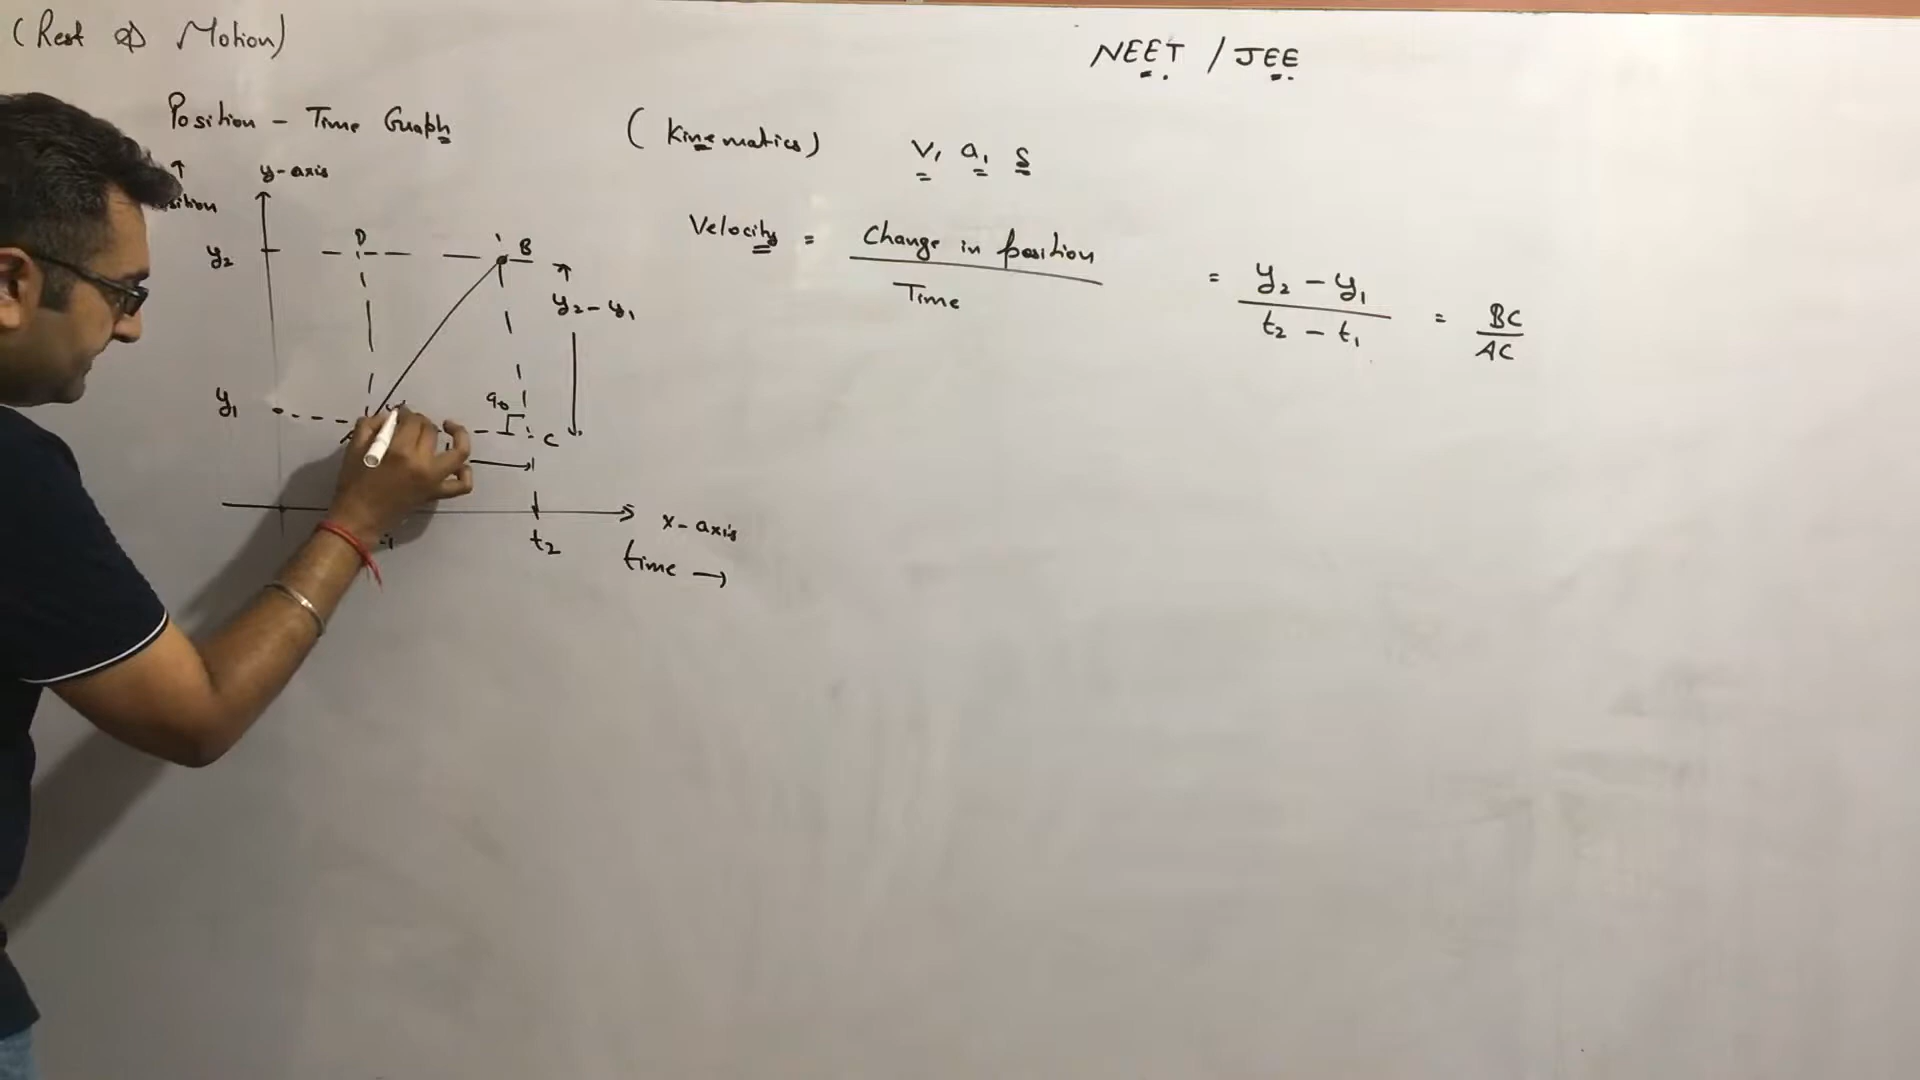 (Rest & Motion)
NEET / JEE
Position - Time Graph
(Kinematics)
v, a, s
y-axis
y2
D
B
y2 - y1
Velocity = Change in position / Time = y2 - y1 / t2 - t1 = BC / AC
y1
90
A
C
x-axis
t2
time →